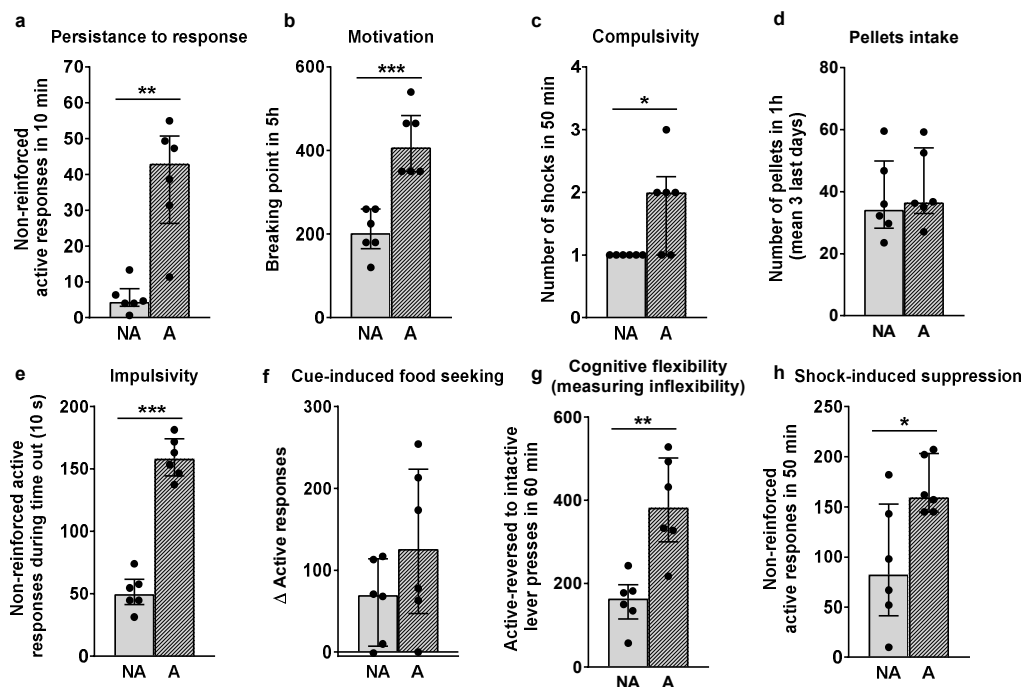 a
Persistance to response
Non-reinforced
active responses in 10 min
70
60
50
40
30
20
10
0
**
NA A
b
Motivation
Breaking point in 5h
600
400
200
0
***
NA A
c
Compulsivity
Number of shocks in 50 min
4
3
2
1
*
NA A
d
Pellets intake
Number of pellets in 1h
(mean 3 last days)
80
60
40
20
0
NA A
e
Impulsivity
Non-reinforced active
responses during time out (10 s)
200
150
100
50
0
***
NA A
f
Cue-induced food seeking
Δ Active responses
300
200
100
0
NA A
g
Cognitive flexibility
(measuring inflexibility)
Active-reversed to intactive
lever presses in 60 min
600
400
200
0
**
NA A
h
Shock-induced suppression
Non-reinforced
active respones in 50 min
250
200
150
100
50
0
*
NA A